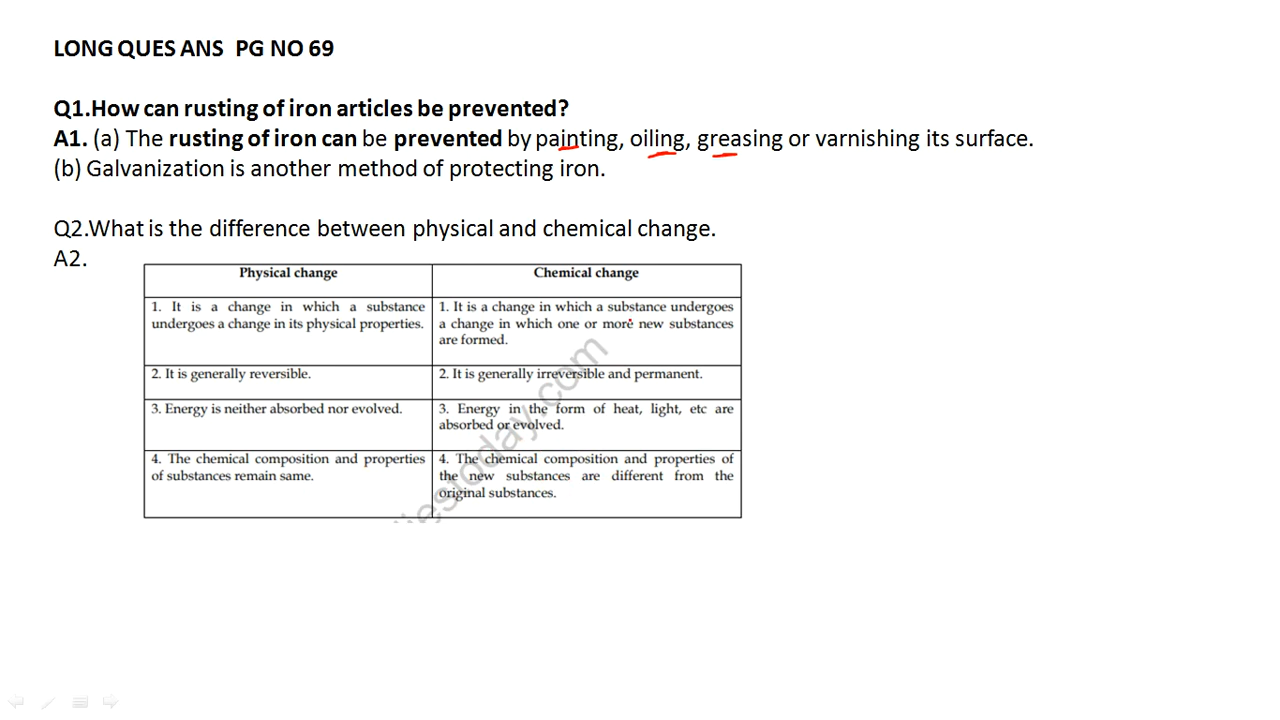 LONG QUES ANS PG NO 69
Q1.How can rusting of iron articles be prevented?
A1. (a) The rusting of iron can be prevented by painting, oiling, greasing or varnishing its surface.
(b) Galvanization is another method of protecting iron.
Q2.What is the difference between physical and chemical change.
A2.
Physical change
Chemical change
1. It is a change in which a substance
undergoes a change in its physical properties.
1. It is a change in which a substance undergoes
a change in which one or more new substances
are formed.
2. It is generally reversible.
2. It is generally irreversible and permanent.
3. Energy is neither absorbed nor evolved.
3. Energy in the form of heat, light, etc are
absorbed or evolved.
4. The chemical composition and properties
of substances remain same.
4. The chemical composition and properties of
the new substances are different from the
original substances.